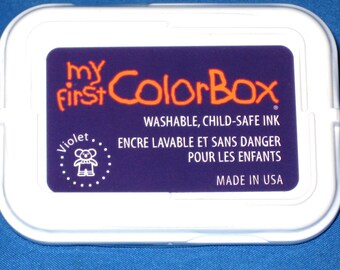 my
first ColorBox®
WASHABLE, CHILD-SAFE INK
ENCRE LAVABLE ET SANS DANGER
POUR LES ENFANTS
Violet
MADE IN USA